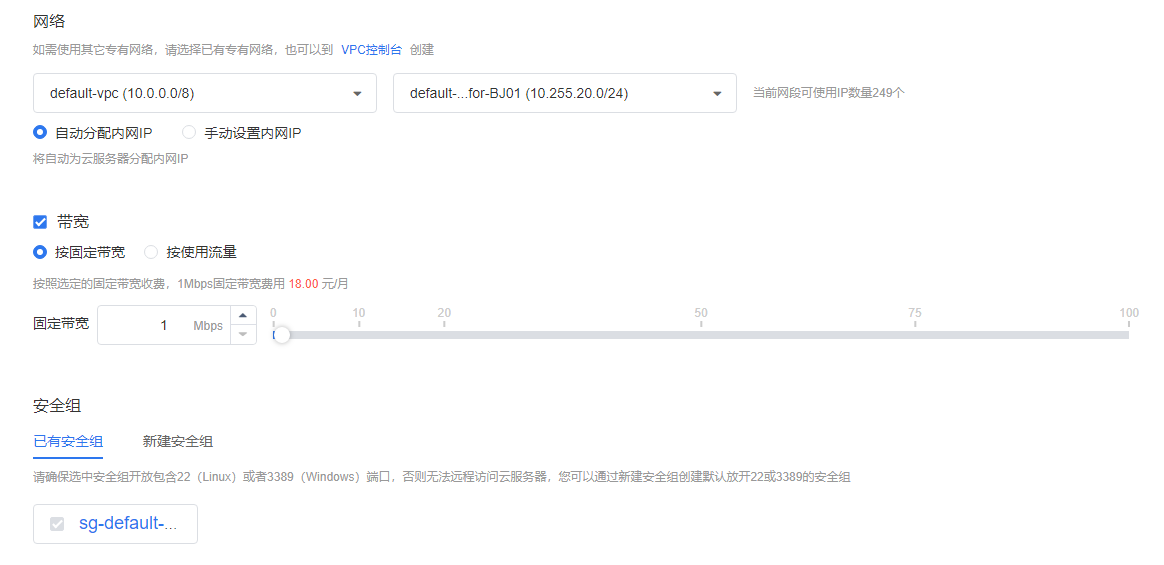 网络
如需使用其它专有网络，请选择已有专有网络，也可以到 VPC控制台 创建
default-vpc (10.0.0.0/8) default-...for-BJ01 (10.255.20.0/24) 当前网段可使用IP数量249个
自动分配内网IP 手动设置内网IP
将自动为云服务器分配内网IP
带宽
按固定带宽 按使用流量
按照选定的固定带宽收费，1Mbps固定带宽费用 18.00 元/月
0 10 20 50 75 100
固定带宽 1 Mbps
安全组
已有安全组 新建安全组
请确保选中安全组开放包含22（Linux）或者3389（Windows）端口，否则无法远程访问云服务器，您可以通过新建安全组创建默认放开22或3389的安全组
sg-default-...